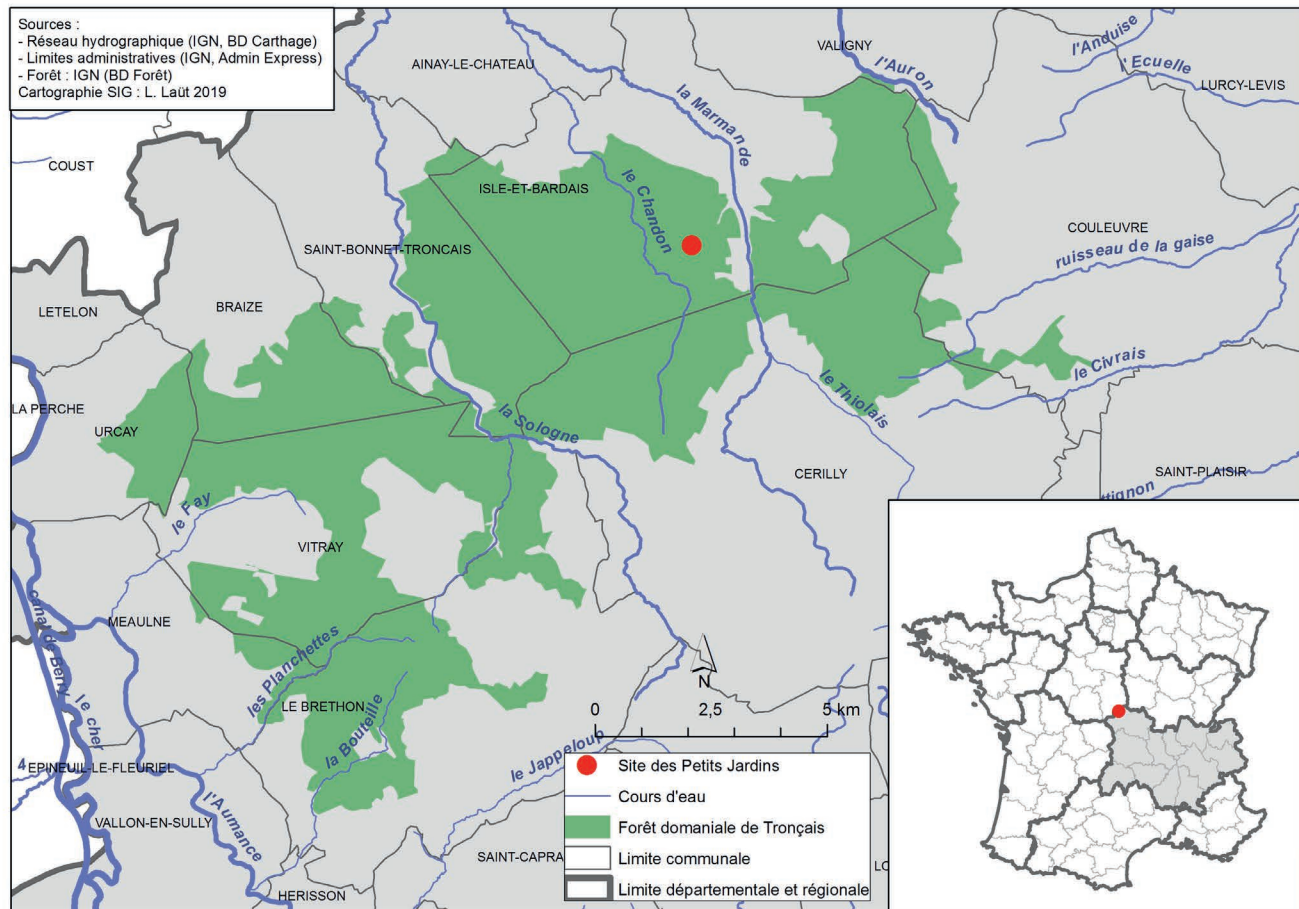 Sources :
- Réseau hydrographique (IGN, BD Carthage)
- Limites administratives (IGN, Admin Express)
- Forêt : IGN (BD Forêt)
Cartographie SIG : L. Laüt 2019
AINAY-LE-CHATEAU
VALIGNY
l'Auron
l'Anduise
l'Ecuelle
LURCY-LEVIS
la Marmande
COUST
ISLE-ET-BARDAIS
le Chandon
SAINT-BONNET-TRONCAIS
COULEUVRE
ruisseau de la gaise
LETELON
BRAIZE
le Civrais
le Thiolais
LA PERCHE
URCAY
la Sologne
CERILLY
SAINT-PLAISIR
le Fay
VITRAY
MEAULNE
canal de Berry
le cher
les Planchettes
LE BRETHON
la Bouteille
le Jappeloup
EPINEUIL-LE-FLEURIEL
VALLON-EN-SULLY
l'Aumance
HERISSON
SAINT-CAPRA
N
0 2,5 5 km
Site des Petits Jardins
Cours d'eau
Forêt domaniale de Tronçais
Limite communale
Limite départementale et régionale